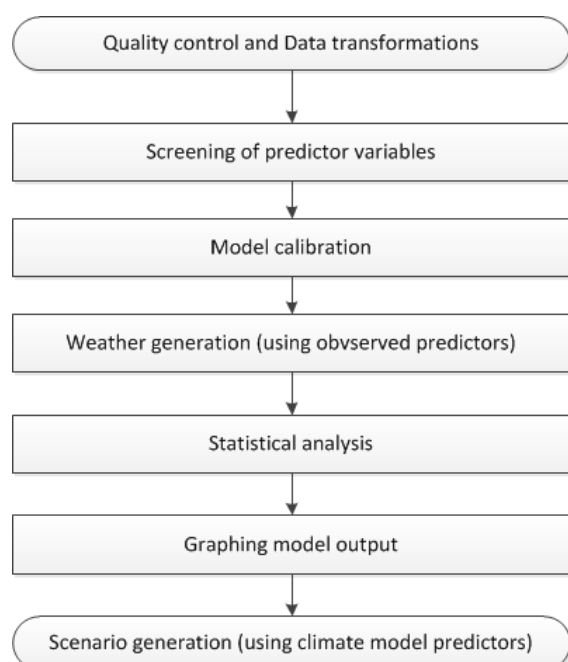 Quality control and Data transformations
Screening of predictor variables
Model calibration
Weather generation (using obvserved predictors)
Statistical analysis
Graphing model output
Scenario generation (using climate model predictors)